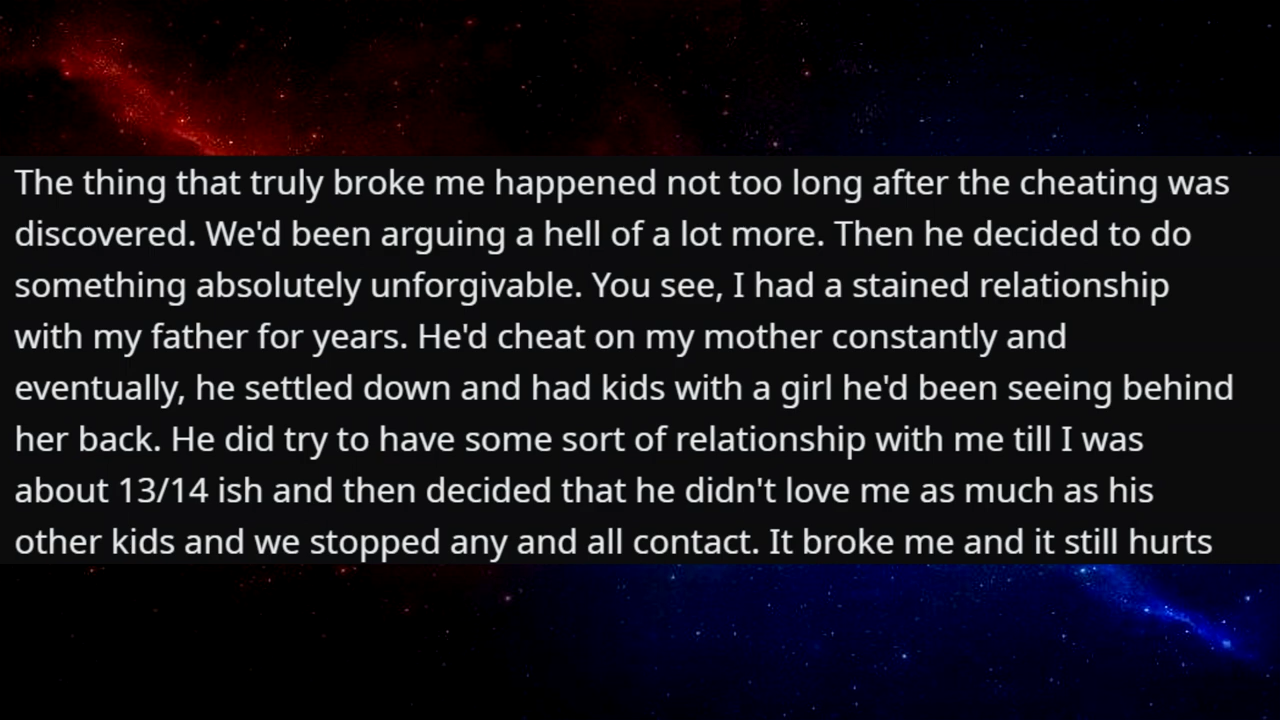 The thing that truly broke me happened not too long after the cheating was
discovered. We'd been arguing a hell of a lot more. Then he decided to do
something absolutely unforgivable. You see, I had a stained relationship
with my father for years. He'd cheat on my mother constantly and
eventually, he settled down and had kids with a girl he'd been seeing behind
her back. He did try to have some sort of relationship with me till I was
about 13/14 ish and then decided that he didn't love me as much as his
other kids and we stopped any and all contact. It broke me and it still hurts